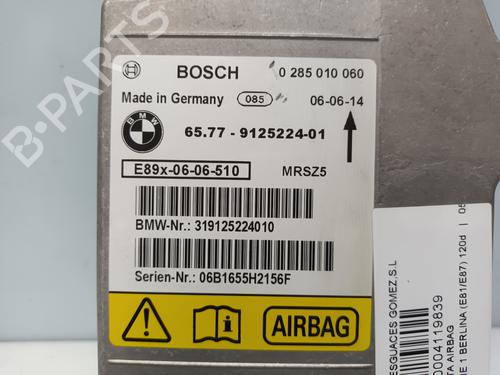 BOSCH 0 285 010 060
Made in Germany 085 06-06-14
BMW
65.77 - 9125224-01
E89x-06-06-510 MRSZ5
BMW-Nr.: 319125224010
Serien-Nr.: 06B1655H2156F
AIRBAG
ESGUACES GOMEZ,S.L
0004119839
TA AIRBAG
IE 1 BERLINA (E81/E87) 120d | 05
B-PARTS